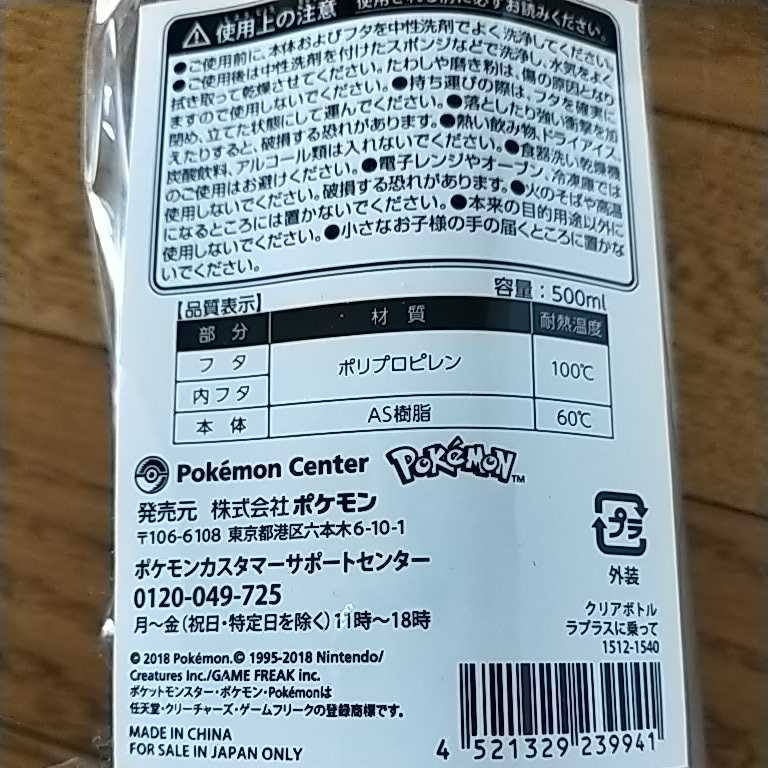 使用上の注意 使用される前に必ずお読みください。
●ご使用前に、本体およびフタを中性洗剤でよく洗浄してください。
●ご使用後は中性洗剤を付けたスポンジなどで洗浄し、水気をよく
拭き取って乾燥させてください。たわしや磨き粉は、傷の原因となり
ますので使用しないでください。●持ち運びの際は、フタを確実に
閉め、立てた状態にして運んでください。●落としたり強い衝撃を加
えたりすると、破損する恐れがあります。●熱い飲み物、ドライアイス、
炭酸飲料、アルコール類は入れないでください。●食器洗い乾燥機
のご使用はお避けください。●電子レンジやオーブン、冷凍庫では
使用しないでください。破損する恐れがあります。●火のそばや高温
になるところには置かないでください。●本来の目的用途以外に
使用しないでください。●小さなお子様の手の届くところに置かな
いでください。
容量:500ml
【品質表示】
部分 材質 耐熱温度
フタ ポリプロピレン 100℃
内フタ
本体 AS樹脂 60℃
Pokémon Center POKéMON™
発売元 株式会社ポケモン
〒106-6108 東京都港区六本木6-10-1
ポケモンカスタマーサポートセンター
0120-049-725
月〜金(祝日・特定日を除く)11時〜18時
プラ
外装
クリアボトル
ラプラスに乗って
1512-1540
© 2018 Pokémon. © 1995-2018 Nintendo/
Creatures Inc./GAME FREAK inc.
ポケットモンスター・ポケモン・Pokémonは
任天堂・クリーチャーズ・ゲームフリークの登録商標です。
MADE IN CHINA
FOR SALE IN JAPAN ONLY
4 521329 239941